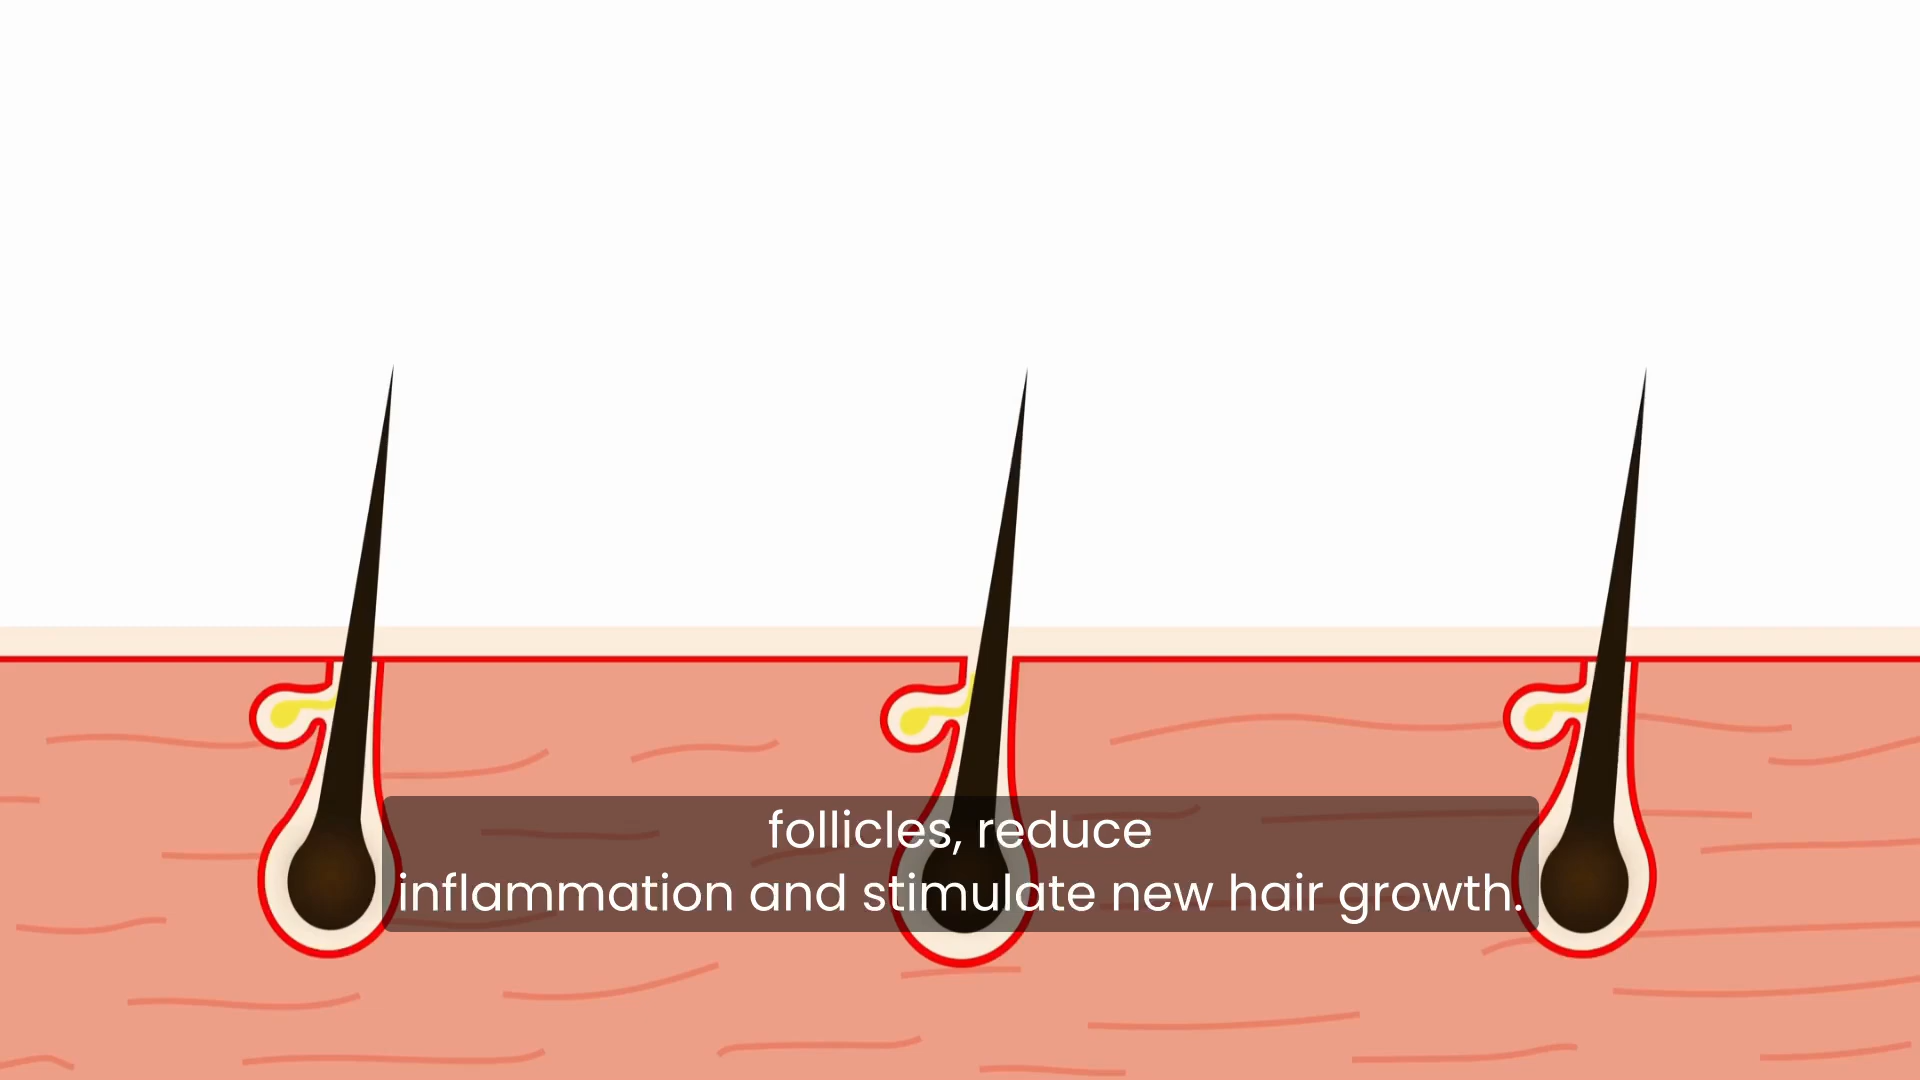 follicles, reduce
inflammation and stimulate new hair growth.